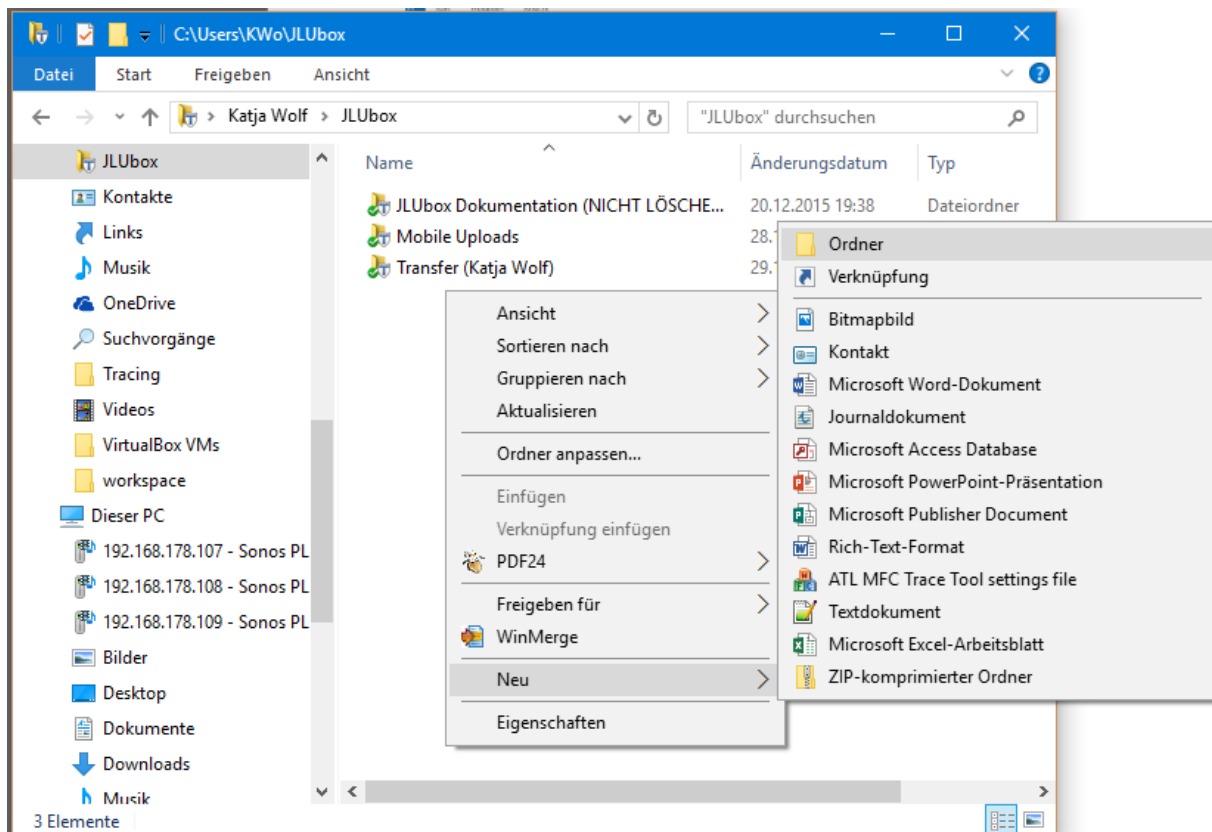 C:\Users\KWo\JLUbox
Datei Start Freigeben Ansicht
Katja Wolf > JLUbox "JLUbox" durchsuchen
JLUbox
Kontakte
Links
Musik
OneDrive
Suchvorgänge
Tracing
Videos
VirtualBox VMs
workspace
Dieser PC
192.168.178.107 - Sonos PL
192.168.178.108 - Sonos PL
192.168.178.109 - Sonos PL
Bilder
Desktop
Dokumente
Downloads
Musik
Name Änderungsdatum Typ
JLUbox Dokumentation (NICHT LÖSCHE... 20.12.2015 19:38 Dateiordner
Mobile Uploads 28.
Transfer (Katja Wolf) 29.
Ansicht
Sortieren nach
Gruppieren nach
Aktualisieren
Ordner anpassen...
Einfügen
Verknüpfung einfügen
PDF24
Freigeben für
WinMerge
Neu
Eigenschaften
Ordner
Verknüpfung
Bitmapbild
Kontakt
Microsoft Word-Dokument
Journaldokument
Microsoft Access Database
Microsoft PowerPoint-Präsentation
Microsoft Publisher Document
Rich-Text-Format
ATL MFC Trace Tool settings file
Textdokument
Microsoft Excel-Arbeitsblatt
ZIP-komprimierter Ordner
3 Elemente